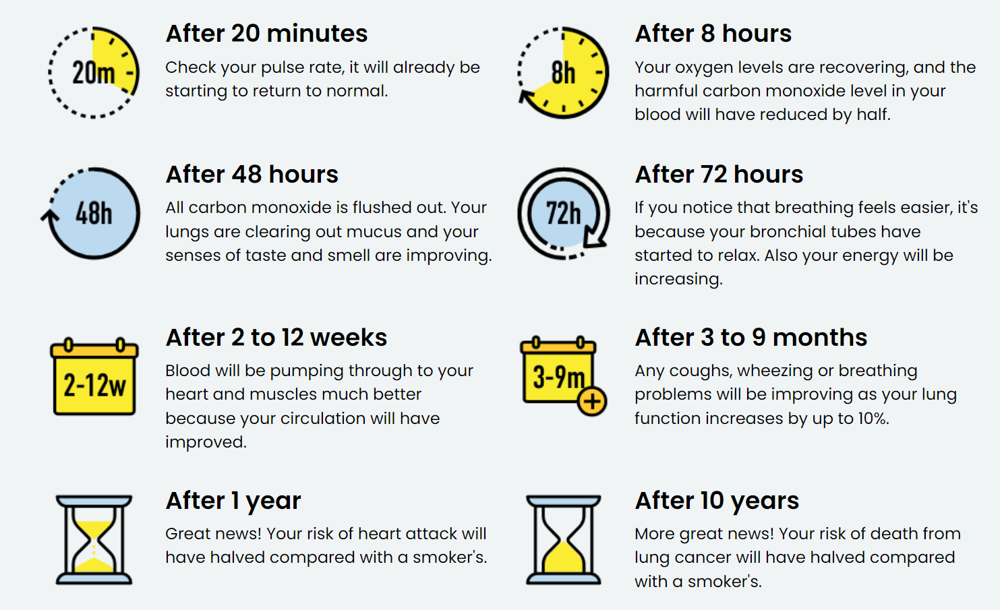 20m
After 20 minutes
Check your pulse rate, it will already be
starting to return to normal.
8h
After 8 hours
Your oxygen levels are recovering, and the
harmful carbon monoxide level in your
blood will have reduced by half.
48h
After 48 hours
All carbon monoxide is flushed out. Your
lungs are clearing out mucus and your
senses of taste and smell are improving.
72h
After 72 hours
If you notice that breathing feels easier, it's
because your bronchial tubes have
started to relax. Also your energy will be
increasing.
2-12w
After 2 to 12 weeks
Blood will be pumping through to your
heart and muscles much better
because your circulation will have
improved.
3-9m
After 3 to 9 months
Any coughs, wheezing or breathing
problems will be improving as your lung
function increases by up to 10%.
After 1 year
Great news! Your risk of heart attack will
have halved compared with a smoker's.
After 10 years
More great news! Your risk of death from
lung cancer will have halved compared
with a smoker's.